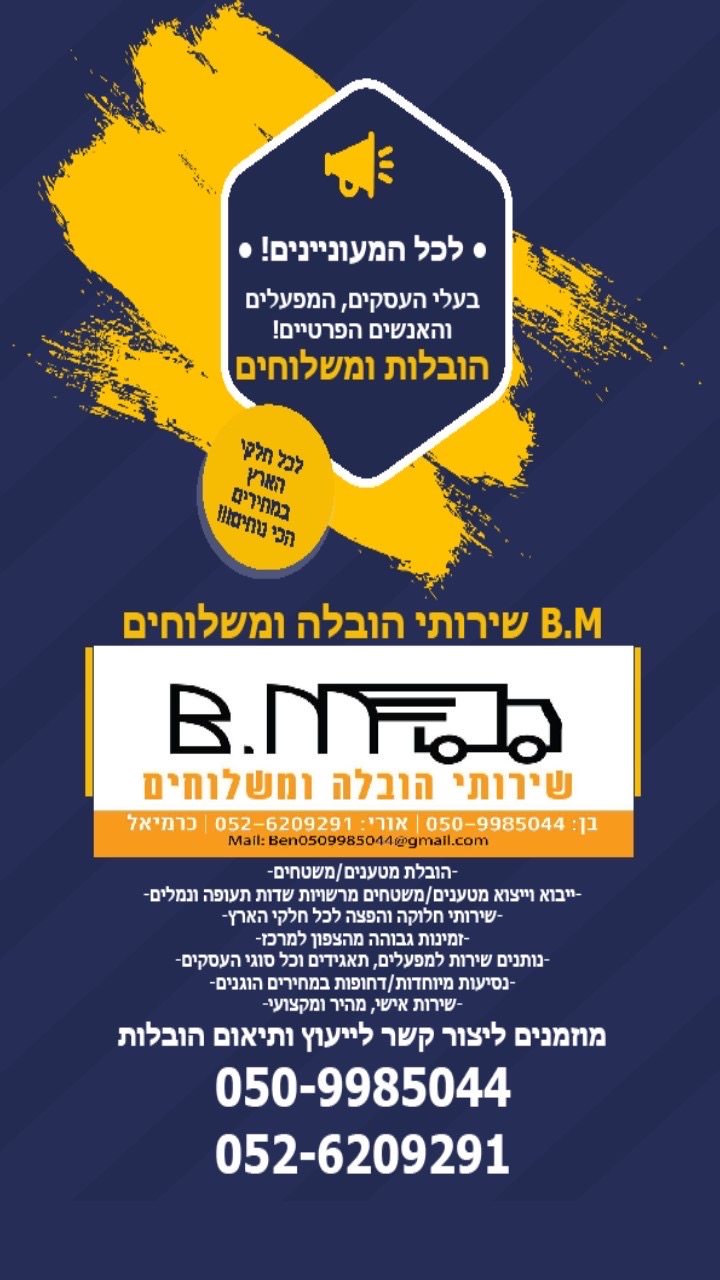 • לכל המעוניינים! •
בעלי העסקים, המפעלים
והאנשים הפרטיים!
הובלות ומשלוחים
לכל חלקי
הארץ
במחירים
הכי נוחים!!!
B.M שירותי הובלה ומשלוחים
B.M
שירותי הובלה ומשלוחים
בן: 050-9985044 | אורי: 052-6209291 | כרמיאל
Mail: Ben0509985044@gmail.com
-הובלת מטענים/משטחים-
-ייבוא וייצוא מטענים/משטחים מרשויות שדות תעופה ונמלים-
-שירותי חלוקה והפצה לכל חלקי הארץ-
-זמינות גבוהה מהצפון למרכז-
-נותנים שירות למפעלים, תאגידים וכל סוגי העסקים-
-נסיעות מיוחדות/דחופות במחירים הוגנים-
-שירות אישי, מהיר ומקצועי-
מוזמנים ליצור קשר לייעוץ ותיאום הובלות
050-9985044
052-6209291